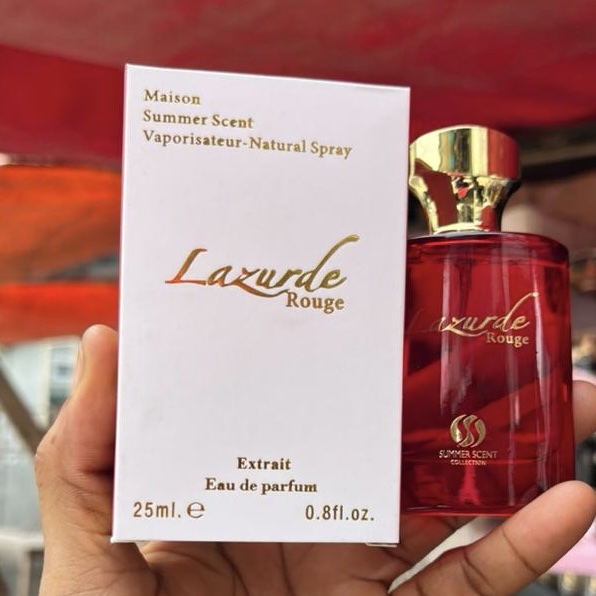 Maison
Summer Scent
Vaporisateur-Natural Spray
Lazurde
Rouge
Extrait
Eau de parfum
25ml. ℮
0.8fl.oz.
Lazurde
Rouge
SUMMER SCENT
COLLECTION